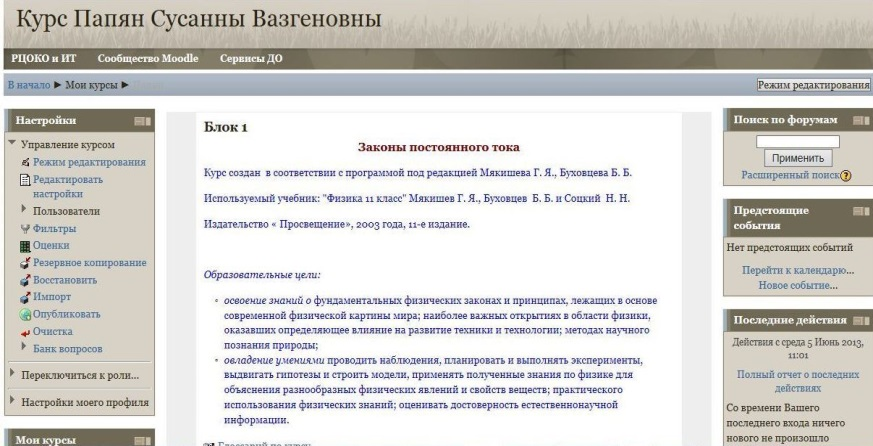 Курс Папян Сусанны Вазгеновны
РЦОКО и ИТ Сообщество Moodle Сервисы ДО
В начало ► Мои курсы ►
Режим редактирования
Настройки
Управление курсом
Режим редактирования
Редактировать
настройки
Пользователи
Фильтры
Оценки
Резервное копирование
Восстановить
Импорт
Опубликовать
Очистка
Банк вопросов
Переключиться к роли...
Настройки моего профиля
Мои курсы
Блок 1
Законы постоянного тока
Курс создан в соответствии с программой под редакцией Мякишева Г. Я., Буховцева Б. Б.
Используемый учебник: "Физика 11 класс" Мякишев Г. Я., Буховцев Б. Б. и Соцкий Н. Н.
Издательство « Просвещение», 2003 года, 11-е издание.
Образовательные цели:
◦ освоение знаний о фундаментальных физических законах и принципах, лежащих в основе
современной физической картины мира; наиболее важных открытиях в области физики,
оказавших определяющее влияние на развитие техники и технологии; методах научного
познания природы;
◦ овладение умениями проводить наблюдения, планировать и выполнять эксперименты,
выдвигать гипотезы и строить модели, применять полученные знания по физике для
объяснения разнообразных физических явлений и свойств веществ; практического
использования физических знаний; оценивать достоверность естественнонаучной
информации.
Глоссарий по курсу
Поиск по форумам
Применить
Расширенный поиск
Предстоящие
события
Нет предстоящих событий
Перейти к календарю...
Новое событие...
Последние действия
Действия с среда 5 Июнь 2013,
11:01
Полный отчет о последних
действиях
Со времени Вашего
последнего входа ничего
нового не произошло